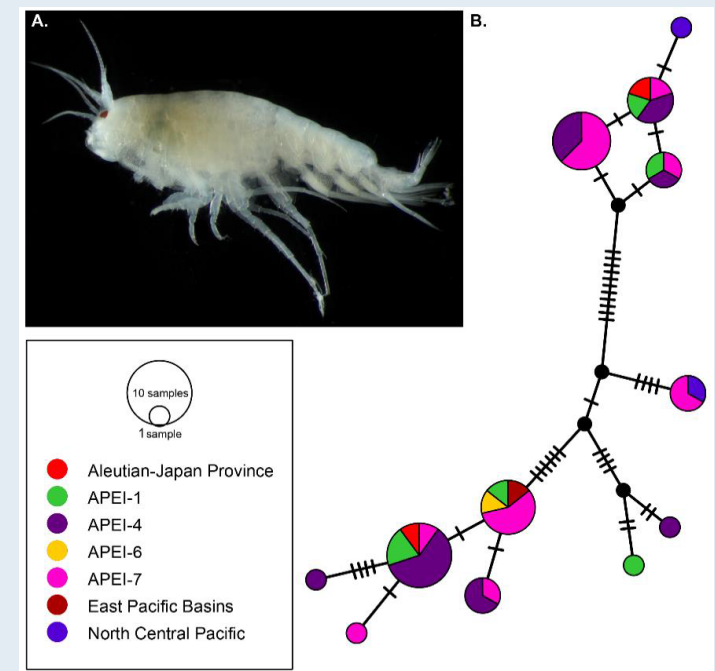 A.
B.
10 samples
1 sample
Aleutian-Japan Province
APEI-1
APEI-4
APEI-6
APEI-7
East Pacific Basins
North Central Pacific